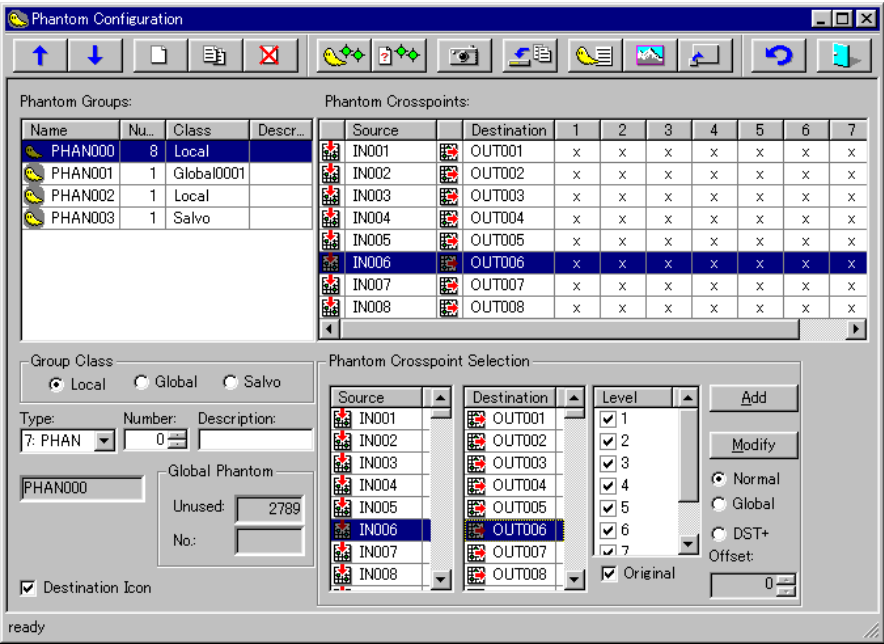 Phantom Configuration
Phantom Groups:
Name Nu... Class Descr...
PHAN000 8 Local
PHAN001 1 Global0001
PHAN002 1 Local
PHAN003 1 Salvo
Phantom Crosspoints:
Source Destination 1 2 3 4 5 6 7
IN001 OUT001 x x x x x x x
IN002 OUT002 x x x x x x x
IN003 OUT003 x x x x x x x
IN004 OUT004 x x x x x x x
IN005 OUT005 x x x x x x x
IN006 OUT006 x x x x x x x
IN007 OUT007 x x x x x x x
IN008 OUT008 x x x x x x x
Group Class
Local Global Salvo
Type: Number: Description:
7: PHAN 0
PHAN000
Global Phantom
Unused: 2789
No.:
Destination Icon
Phantom Crosspoint Selection
Source Destination Level
IN001 OUT001 1
IN002 OUT002 2
IN003 OUT003 3
IN004 OUT004 4
IN005 OUT005 5
IN006 OUT006 6
IN007 OUT007 7
IN008 OUT008
Original
Add
Modify
Normal
Global
DST+
Offset:
0
ready